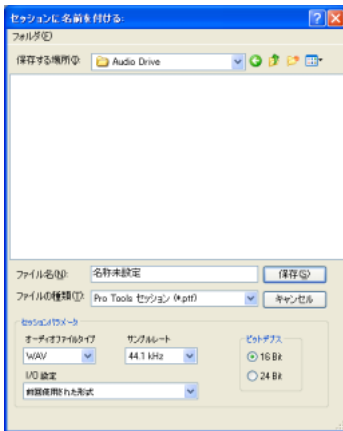 セッションに名前を付ける:
フォルダ(F)
保存する場所(I): Audio Drive
ファイル名(N): 名称未設定 保存(S)
ファイルの種類(T): Pro Tools セッション (*.ptf) キャンセル
セッションパラメータ
オーディオファイルタイプ サンプルレート ビットデプス
WAV 44.1 kHz 16 Bit
I/O 設定 24 Bit
前回使用された形式